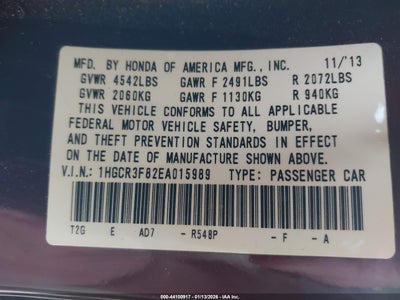 MFD. BY HONDA OF AMERICA MFG., INC. 11/'13
GVWR 4542LBS GAWR F 2491LBS R 2072LBS
GVWR 2060KG GAWR F 1130KG R 940KG
THIS VEHICLE CONFORMS TO ALL APPLICABLE
FEDERAL MOTOR VEHICLE SAFETY, BUMPER,
AND THEFT PREVENTION STANDARDS IN EFFECT
ON THE DATE OF MANUFACTURE SHOWN ABOVE.
V.I.N.: 1HGCR3F82EA015989 TYPE: PASSENGER CAR
T2G E AD7 - R548P - F - A
000-44100917 - 01/13/2026 - IAA Inc.